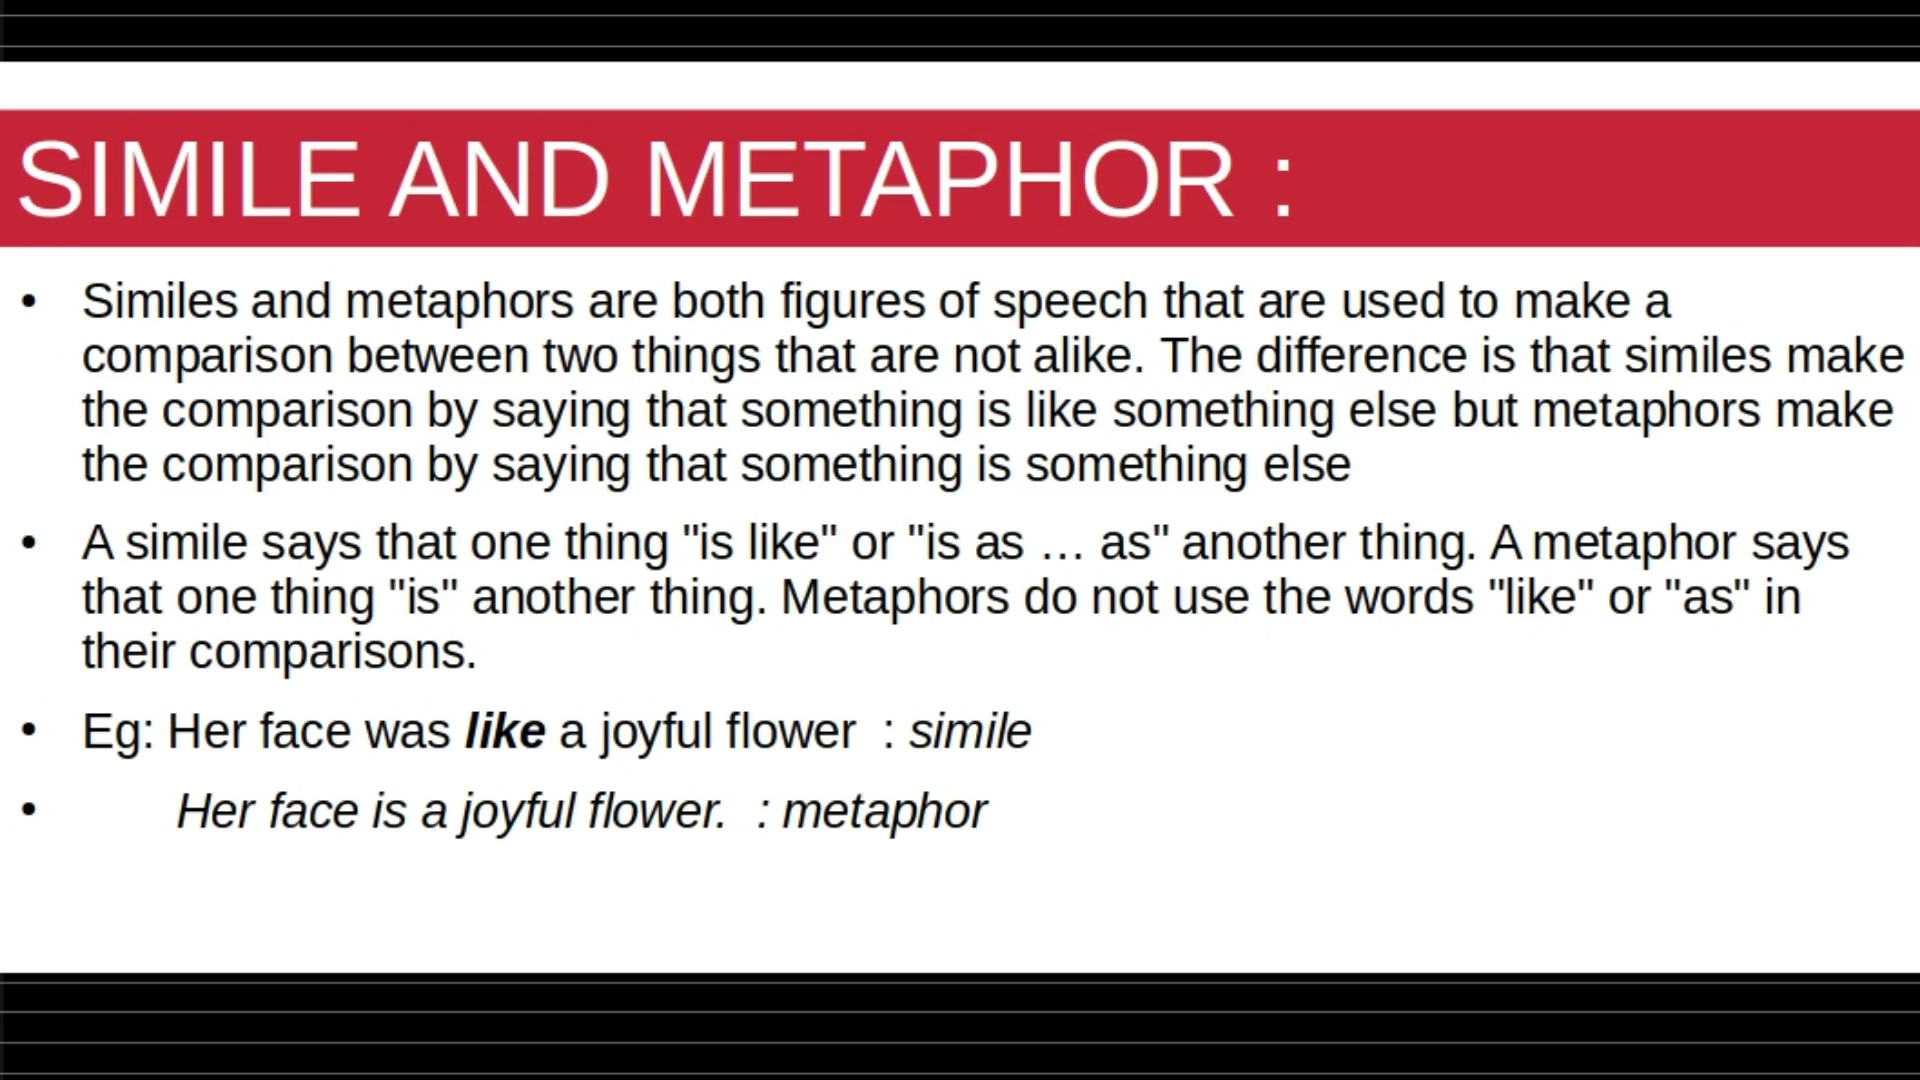 SIMILE AND METAPHOR :
• Similes and metaphors are both figures of speech that are used to make a
comparison between two things that are not alike. The difference is that similes make
the comparison by saying that something is like something else but metaphors make
the comparison by saying that something is something else
• A simile says that one thing "is like" or "is as … as" another thing. A metaphor says
that one thing "is" another thing. Metaphors do not use the words "like" or "as" in
their comparisons.
• Eg: Her face was like a joyful flower : simile
• Her face is a joyful flower. : metaphor